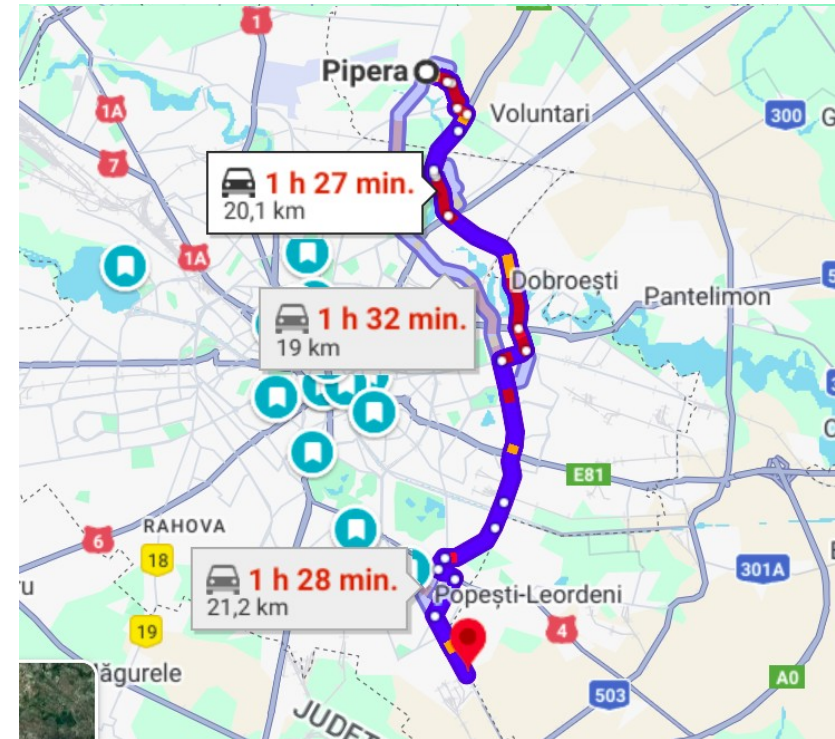 1
Pipera
Voluntari
300
G
1A
7
1 h 27 min.
20,1 km
1A
Dobroești
Pantelimon
1 h 32 min.
19 km
E81
RAHOVA
6
18
301A
1 h 28 min.
21,2 km
Popești-Leordeni
u
19
4
ăgurele
A0
503
JUDEȚ